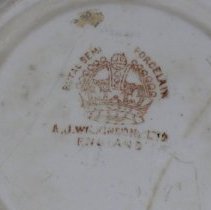 ROYAL SEMI PORCELAIN
A.J. WILKINSON LTD
ENGLAND